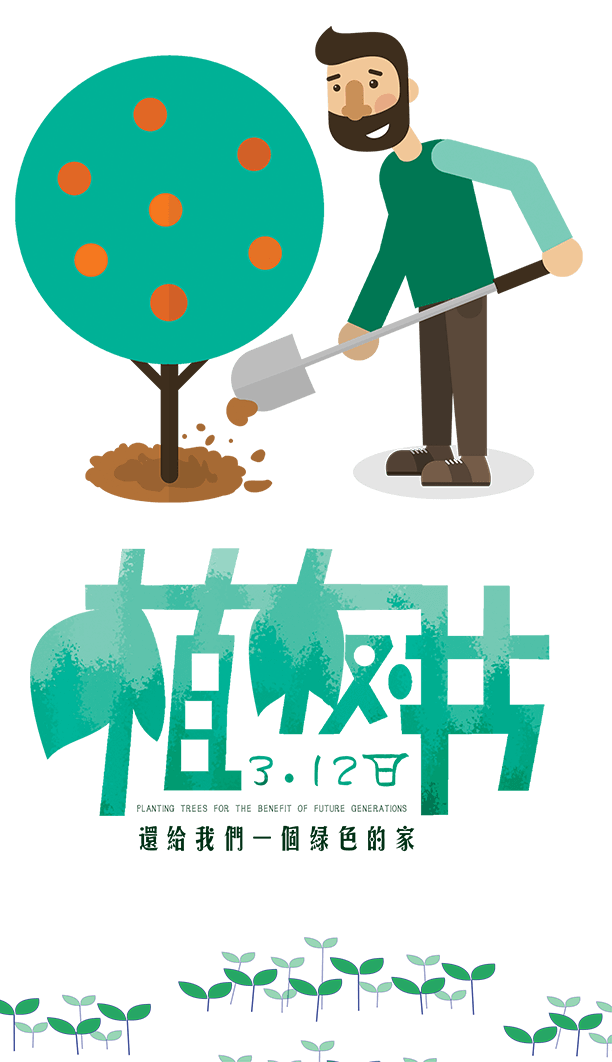 植树节
3.12日
PLANTING TREES FOR THE BENEFIT OF FUTURE GENERATIONS
還給我們一個绿色的家